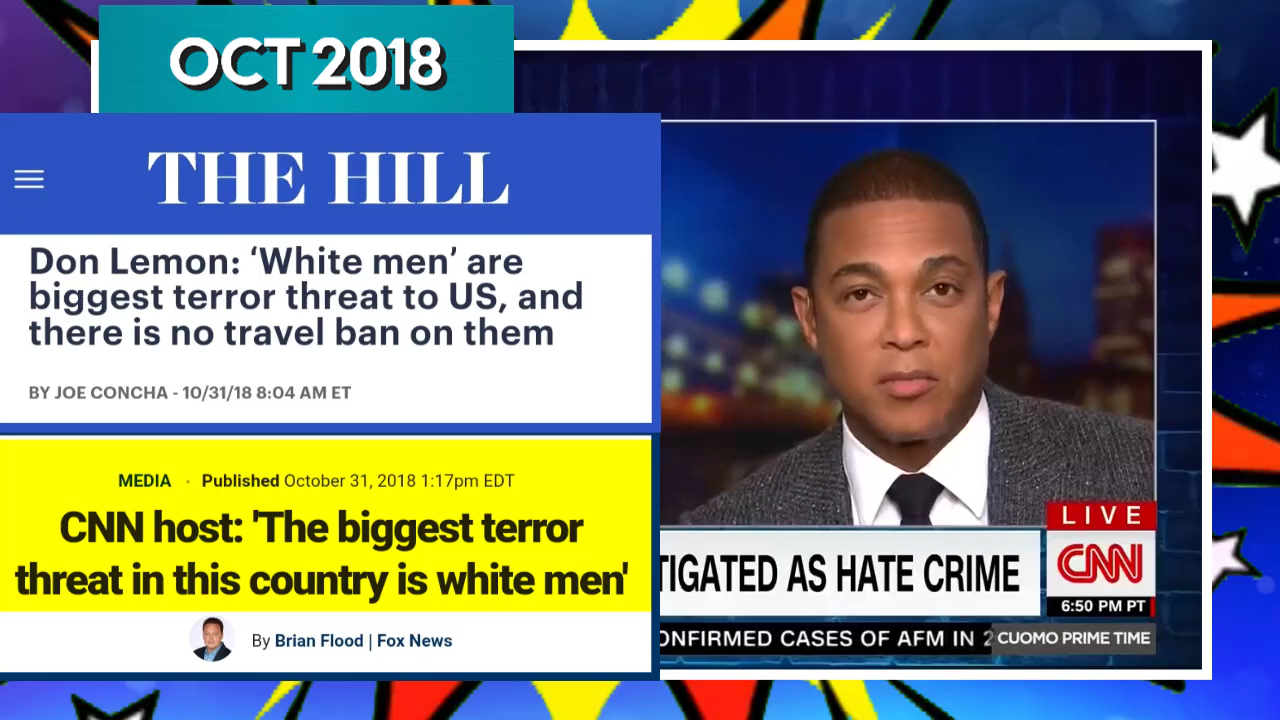 OCT 2018
THE HILL
Don Lemon: ‘White men’ are
biggest terror threat to US, and
there is no travel ban on them
BY JOE CONCHA - 10/31/18 8:04 AM ET
MEDIA · Published October 31, 2018 1:17pm EDT
CNN host: 'The biggest terror
threat in this country is white men'
By Brian Flood | Fox News
LIVE
TIGATED AS HATE CRIME
CNN
6:50 PM PT
ONFIRMED CASES OF AFM IN 2
CUOMO PRIME TIME